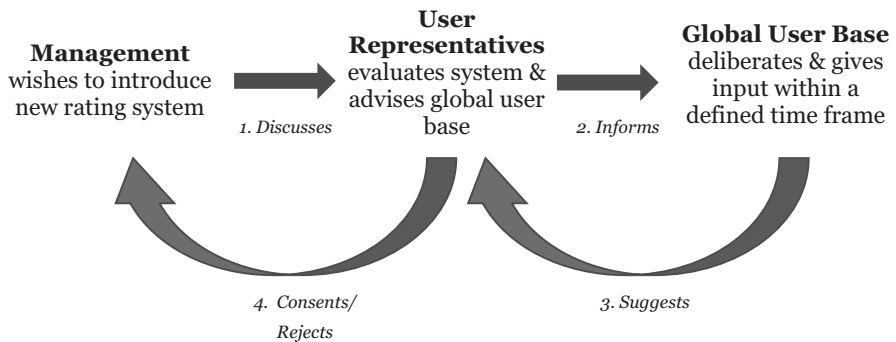 Management
wishes to introduce
new rating system
1. Discusses
User
Representatives
evaluates system &
advises global user
base
2. Informs
Global User Base
deliberates & gives
input within a
defined time frame
3. Suggests
4. Consents/
Rejects